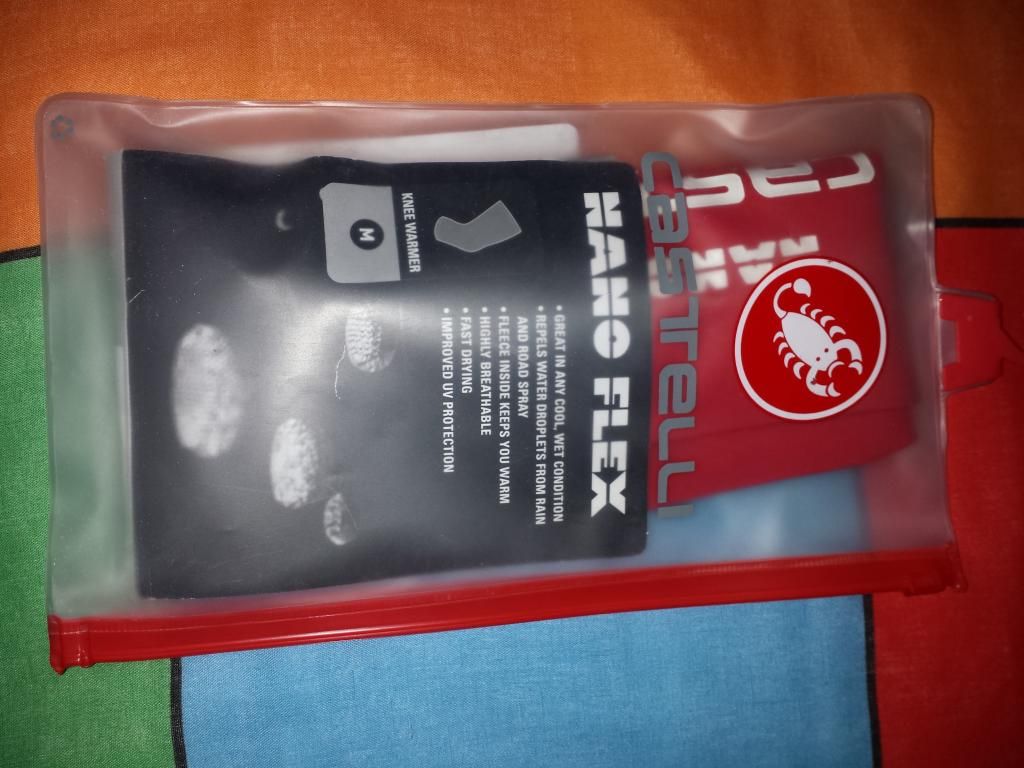 castelli
NANO FLEX
• GREAT IN ANY COOL, WET CONDITION
• REPELS WATER DROPLETS FROM RAIN
AND ROAD SPRAY
• FLEECE INSIDE KEEPS YOU WARM
• HIGHLY BREATHABLE
• FAST DRYING
• IMPROVED UV PROTECTION
KNEE WARMER
M